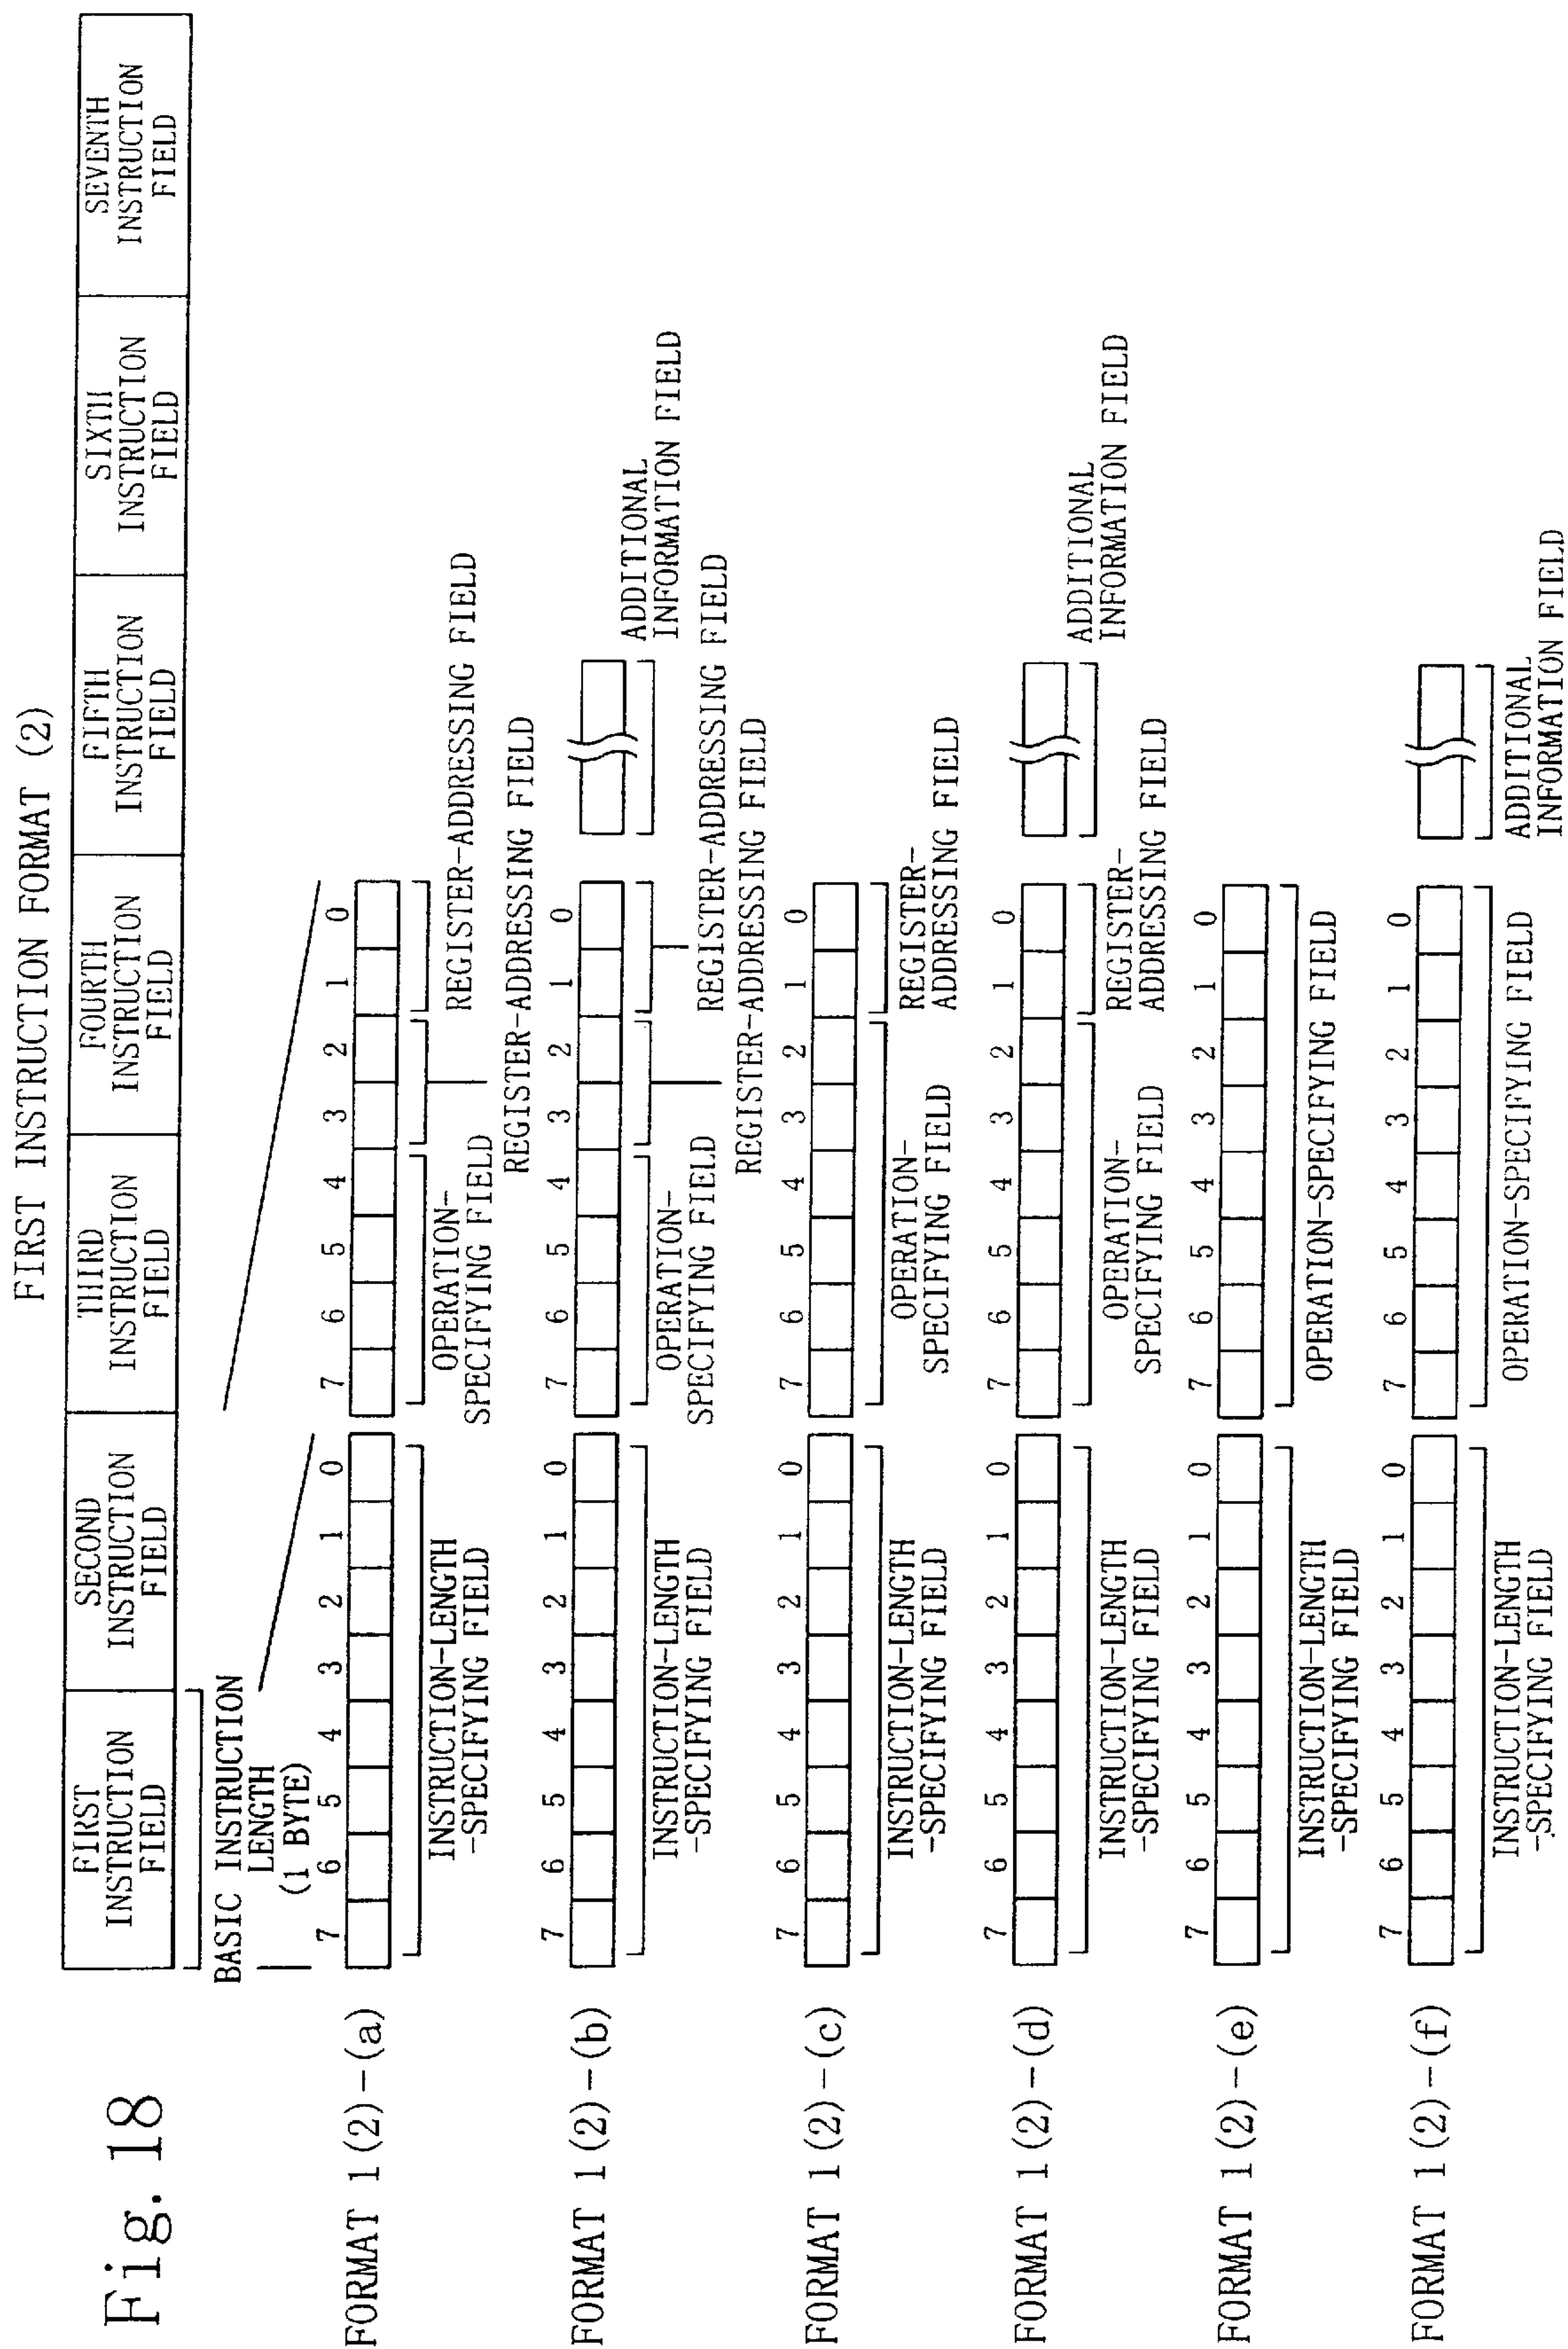 Fig. 18
FIRST INSTRUCTION FORMAT (2)
FIRST
INSTRUCTION
FIELD
SECOND
INSTRUCTION
FIELD
THIRD
INSTRUCTION
FIELD
FOURTH
INSTRUCTION
FIELD
FIFTH
INSTRUCTION
FIELD
SIXTH
INSTRUCTION
FIELD
SEVENTH
INSTRUCTION
FIELD
BASIC INSTRUCTION
LENGTH
(1 BYTE)
FORMAT 1(2)-(a)
7 6 5 4 3 2 1 0
7 6 5 4 3 2 1 0
INSTRUCTION-LENGTH
-SPECIFYING FIELD
OPERATION-
SPECIFYING FIELD
REGISTER-ADDRESSING FIELD
REGISTER-ADDRESSING FIELD
FORMAT 1(2)-(b)
7 6 5 4 3 2 1 0
7 6 5 4 3 2 1 0
INSTRUCTION-LENGTH
-SPECIFYING FIELD
OPERATION-
SPECIFYING FIELD
REGISTER-ADDRESSING FIELD
REGISTER-ADDRESSING FIELD
ADDITIONAL
INFORMATION FIELD
FORMAT 1(2)-(c)
7 6 5 4 3 2 1 0
7 6 5 4 3 2 1 0
INSTRUCTION-LENGTH
-SPECIFYING FIELD
OPERATION-
SPECIFYING FIELD
REGISTER-
ADDRESSING FIELD
FORMAT 1(2)-(d)
7 6 5 4 3 2 1 0
7 6 5 4 3 2 1 0
INSTRUCTION-LENGTH
-SPECIFYING FIELD
OPERATION-
SPECIFYING FIELD
REGISTER-
ADDRESSING FIELD
ADDITIONAL
INFORMATION FIELD
FORMAT 1(2)-(e)
7 6 5 4 3 2 1 0
7 6 5 4 3 2 1 0
INSTRUCTION-LENGTH
-SPECIFYING FIELD
OPERATION-SPECIFYING FIELD
FORMAT 1(2)-(f)
7 6 5 4 3 2 1 0
7 6 5 4 3 2 1 0
INSTRUCTION-LENGTH
-SPECIFYING FIELD
OPERATION-SPECIFYING FIELD
ADDITIONAL
INFORMATION FIELD